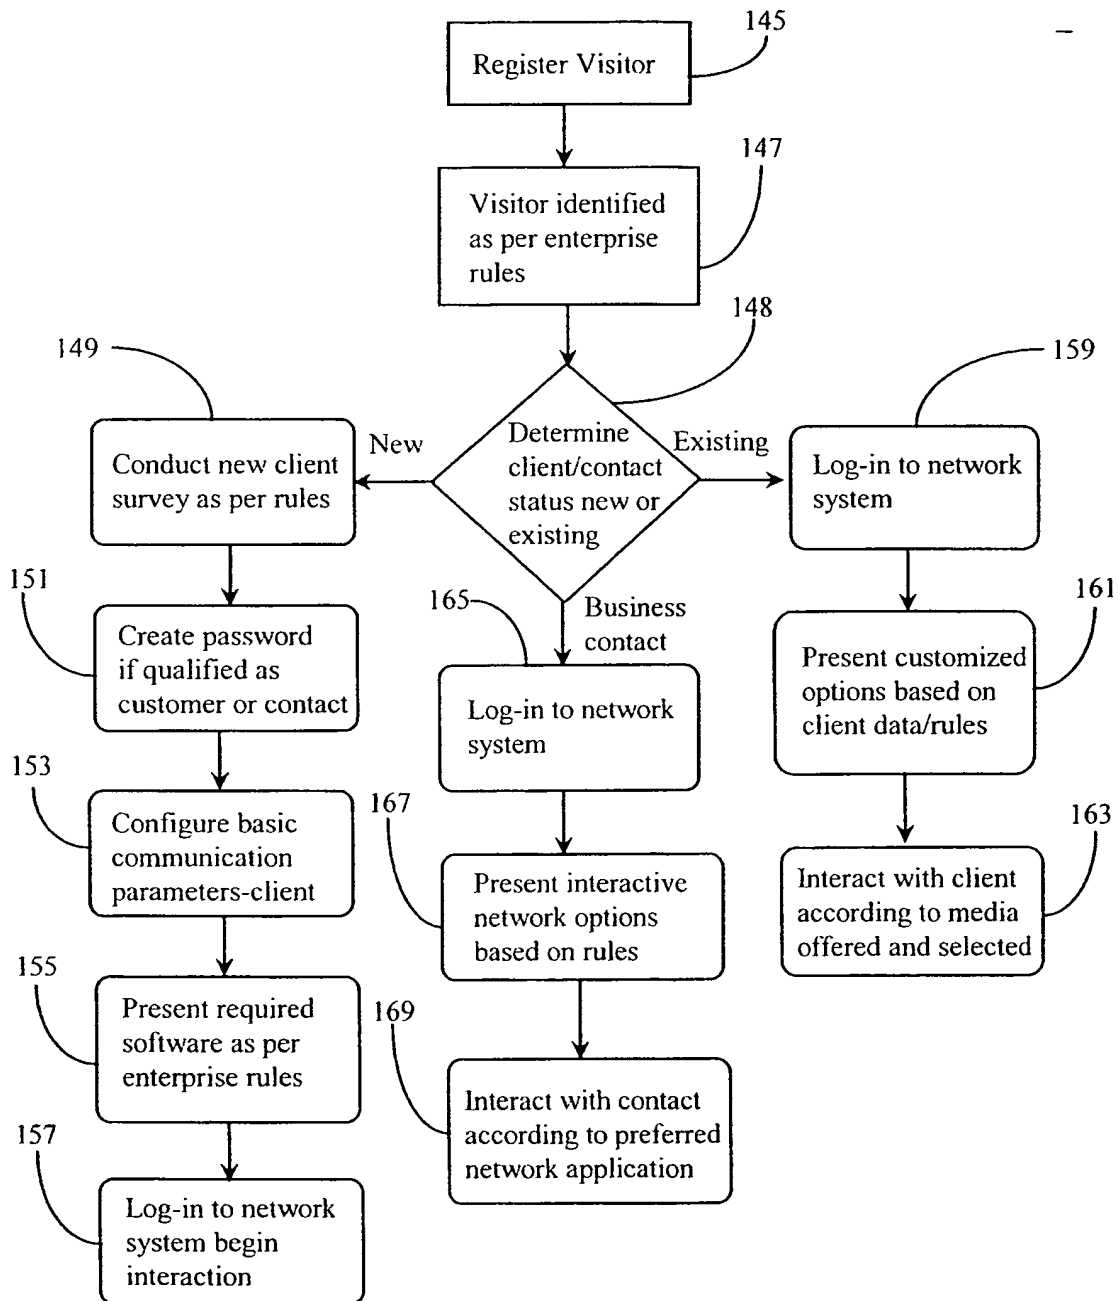 145
Register Visitor
147
Visitor identified
as per enterprise
rules
148
149
159
New
Determine
client/contact
status new or
existing
Existing
Conduct new client
survey as per rules
Log-in to network
system
151
165
Business
contact
161
Create password
if qualified as
customer or contact
Log-in to network
system
Present customized
options based on
client data/rules
153
167
163
Configure basic
communication
parameters-client
Present interactive
network options
based on rules
Interact with client
according to media
offered and selected
155
169
Present required
software as per
enterprise rules
Interact with contact
according to preferred
network application
157
Log-in to network
system begin
interaction